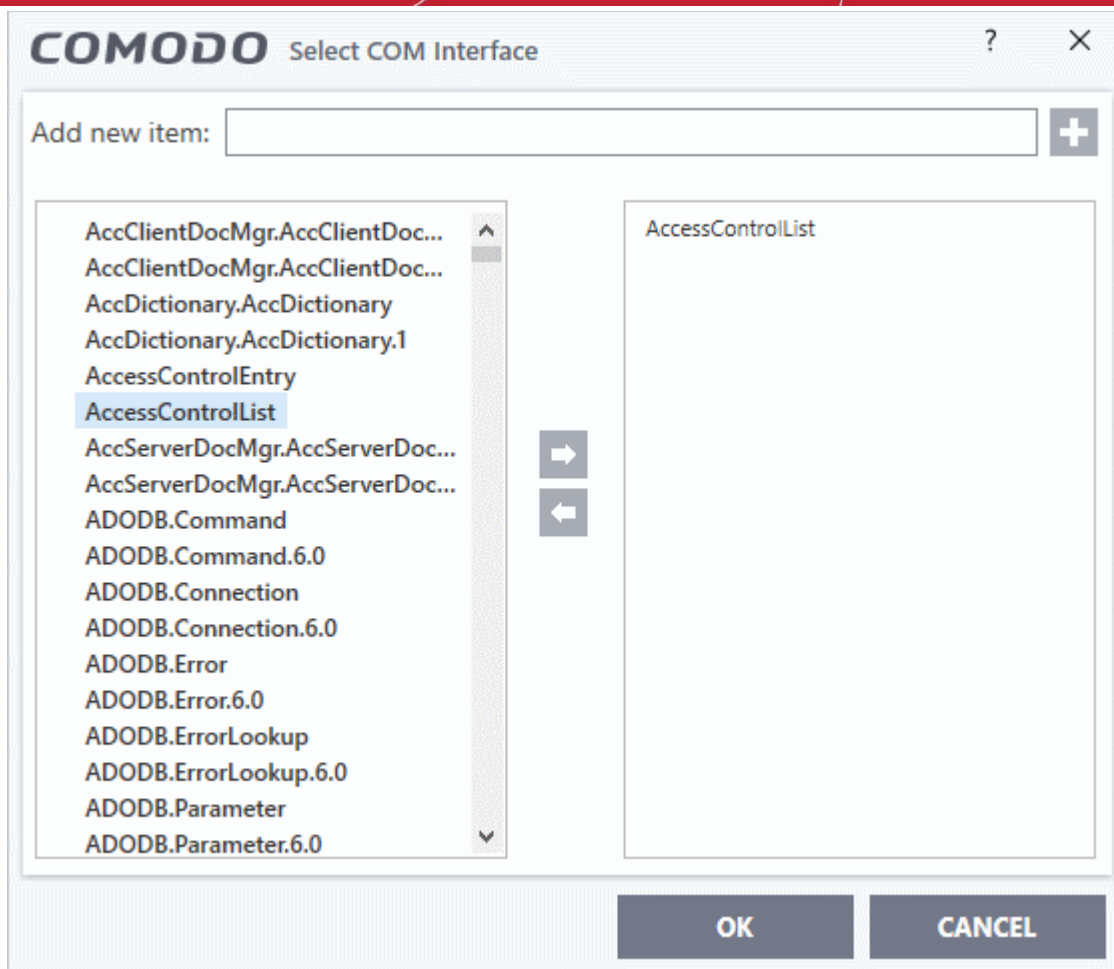 COMODO Select COM Interface ? X
Add new item:
AccClientDocMgr.AccClientDoc...
AccClientDocMgr.AccClientDoc...
AccDictionary.AccDictionary
AccDictionary.AccDictionary.1
AccessControlEntry
AccessControlList
AccServerDocMgr.AccServerDoc...
AccServerDocMgr.AccServerDoc...
ADODB.Command
ADODB.Command.6.0
ADODB.Connection
ADODB.Connection.6.0
ADODB.Error
ADODB.Error.6.0
ADODB.ErrorLookup
ADODB.ErrorLookup.6.0
ADODB.Parameter
ADODB.Parameter.6.0
AccessControlList
OK CANCEL